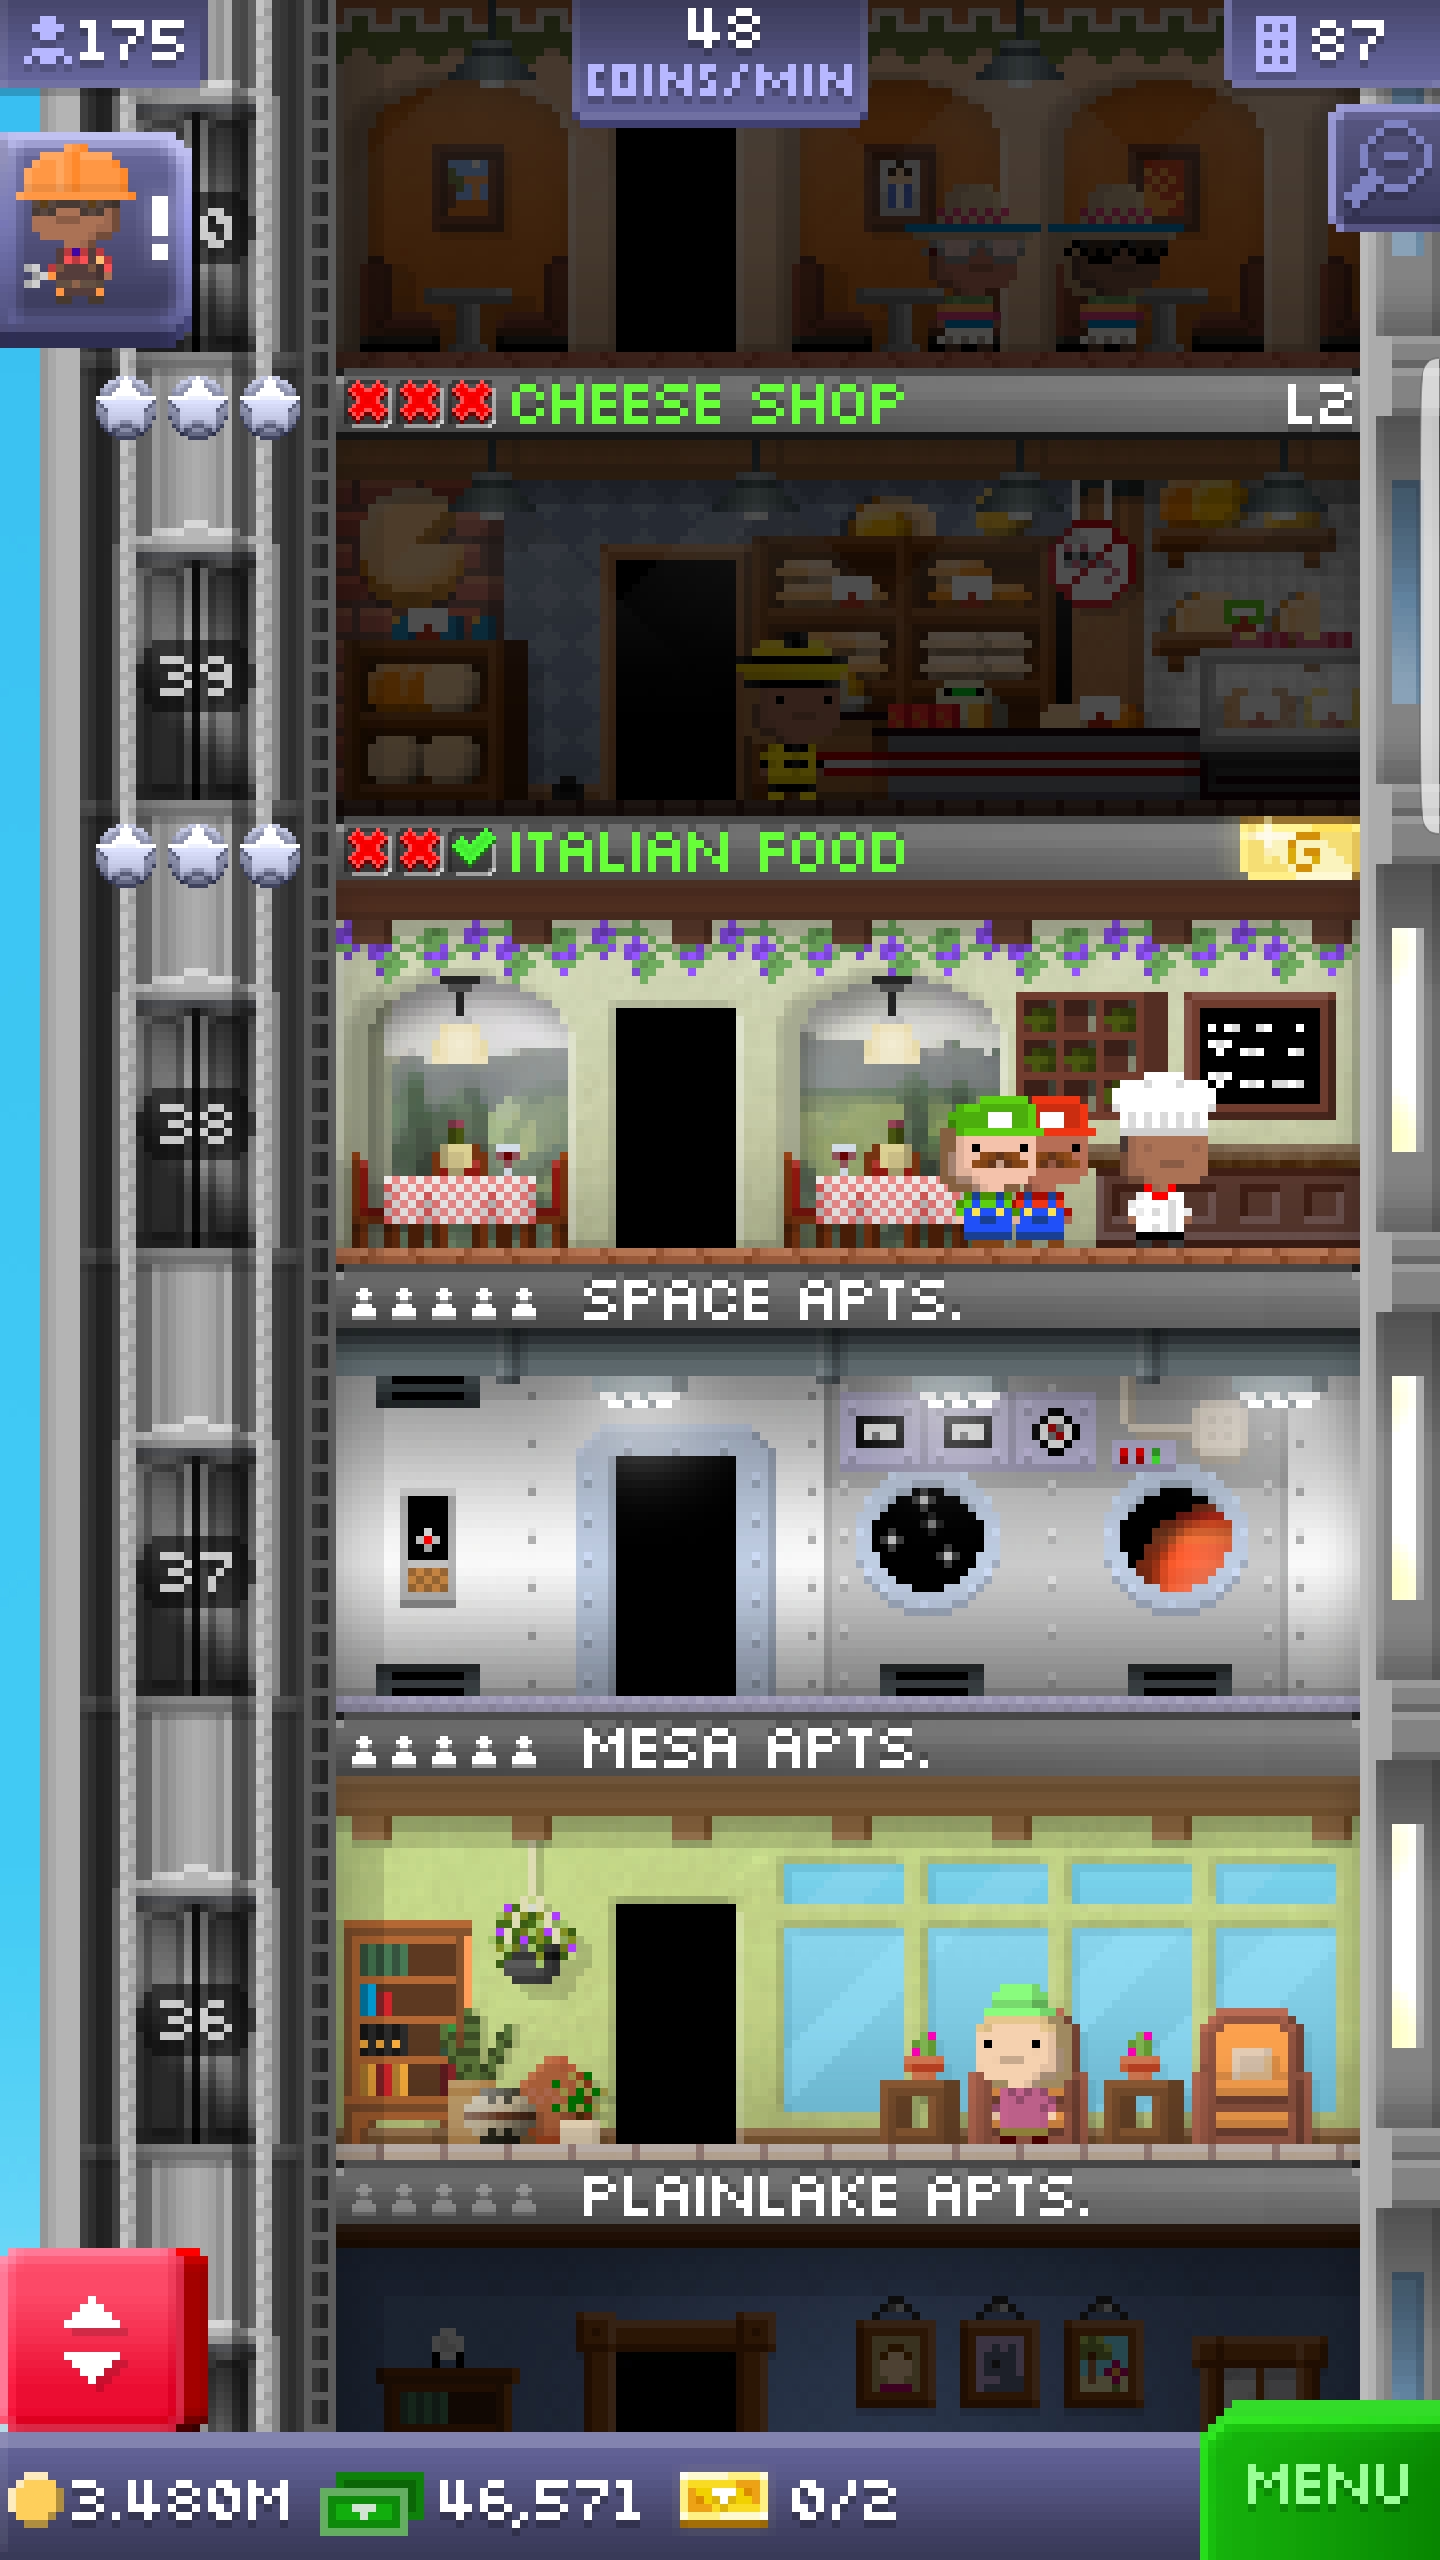 175
48
COINS/MIN
87
!
0
CHEESE SHOP
L2
39
ITALIAN FOOD
G
38
SPACE APTS.
37
MESA APTS.
36
PLAINLAKE APTS.
3.480M
46,571
0/2
MENU